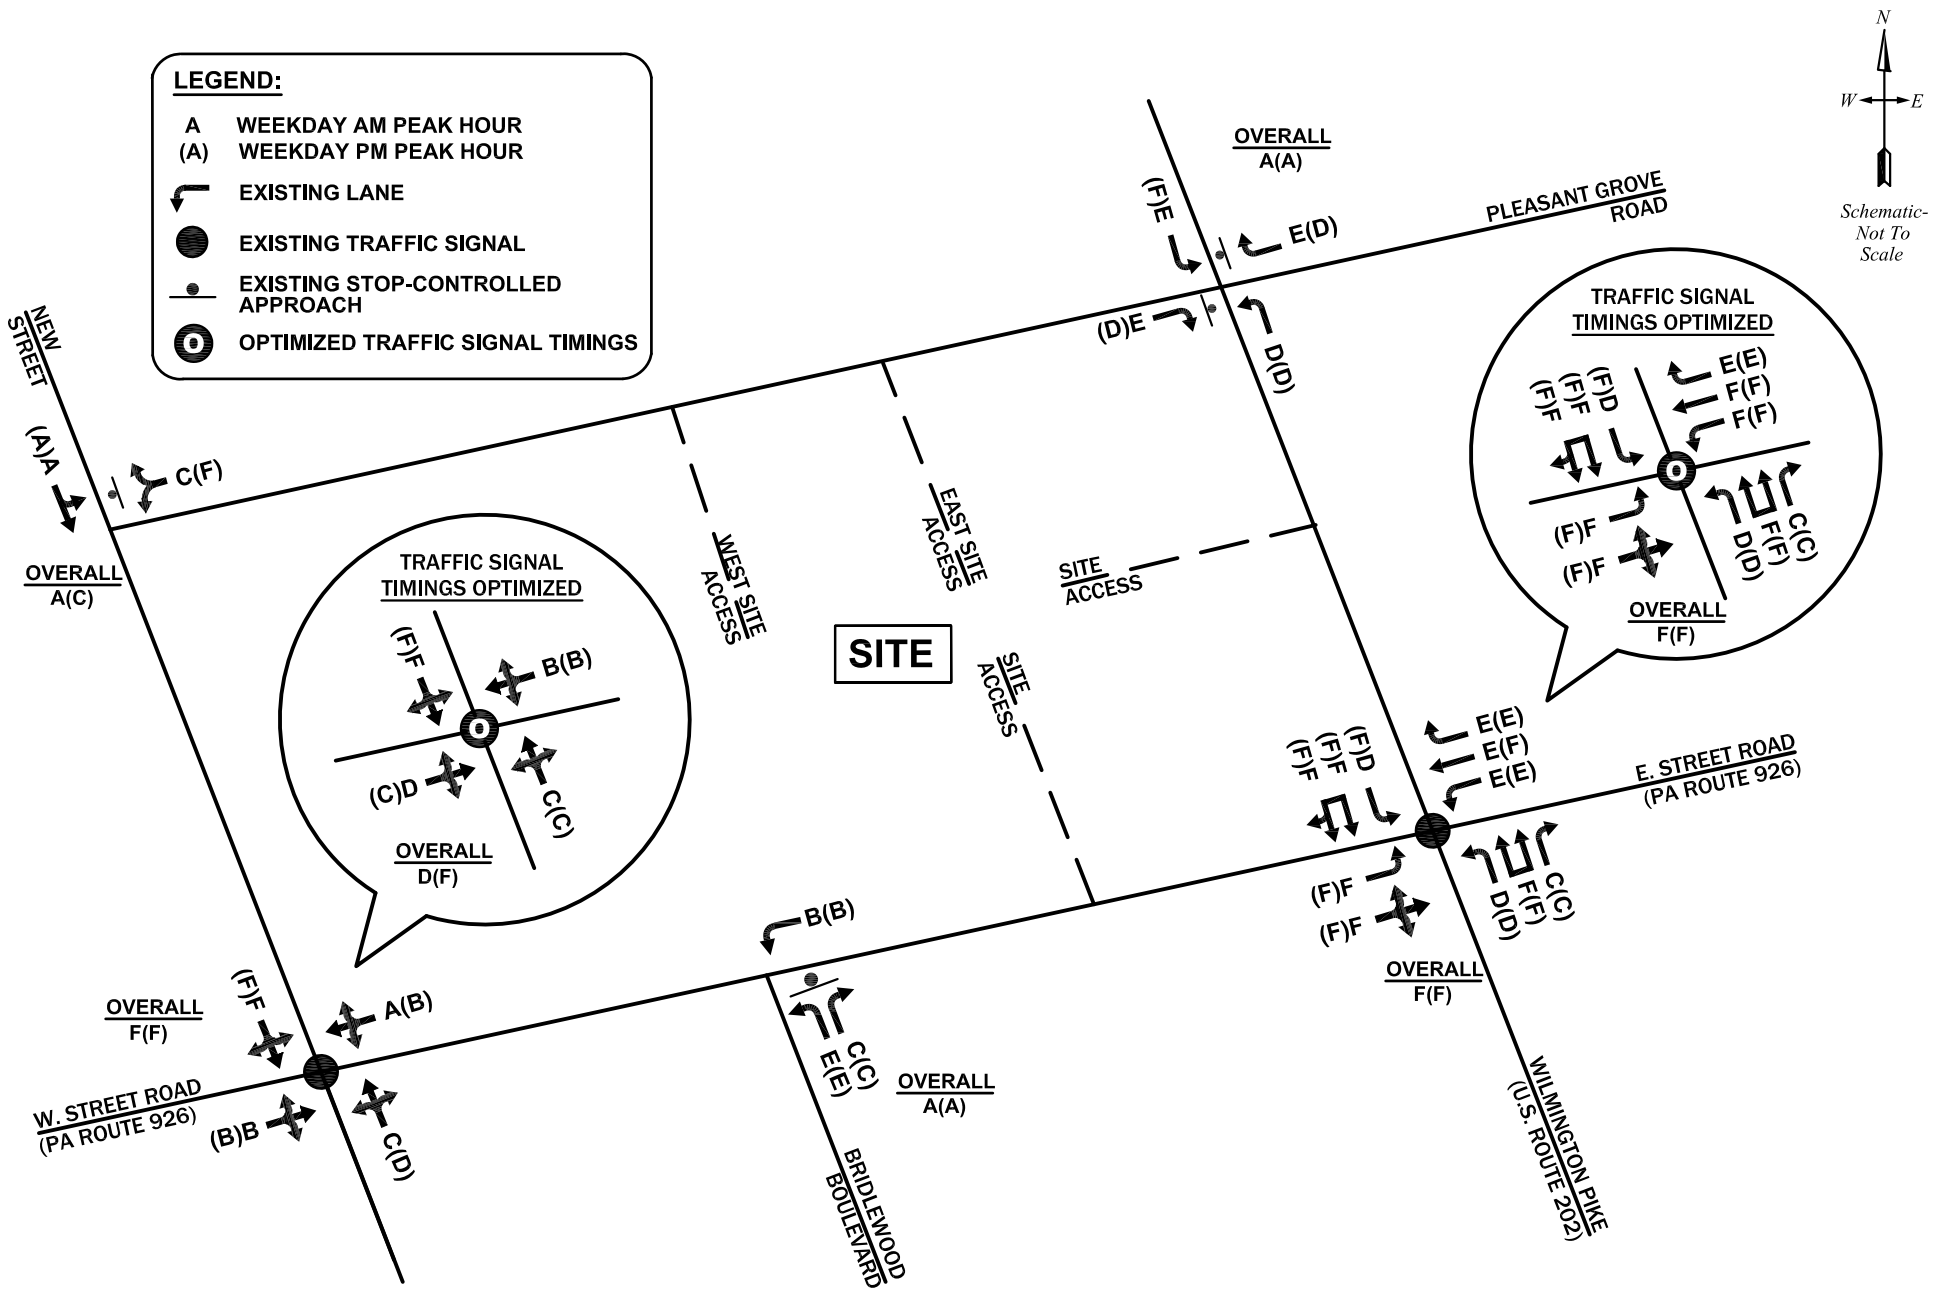 N
W E
Schematic-
Not To
Scale
LEGEND:
A WEEKDAY AM PEAK HOUR
(A) WEEKDAY PM PEAK HOUR
EXISTING LANE
EXISTING TRAFFIC SIGNAL
EXISTING STOP-CONTROLLED
APPROACH
O OPTIMIZED TRAFFIC SIGNAL TIMINGS
OVERALL
A(A)
(F)E
E(D)
(D)E
D(D)
PLEASANT GROVE
ROAD
TRAFFIC SIGNAL
TIMINGS OPTIMIZED
(F)F
(F)F
(F)D
E(E)
F(F)
F(F)
O
(F)F
(F)F
D(D)
F(F)
C(C)
OVERALL
F(F)
NEW
STREET
(A)A
C(F)
OVERALL
A(C)
TRAFFIC SIGNAL
TIMINGS OPTIMIZED
(F)F
B(B)
O
(C)D
C(C)
OVERALL
D(F)
WEST SITE
ACCESS
EAST SITE
ACCESS
SITE
ACCESS
SITE
SITE
ACCESS
(F)F
(F)F
(F)D
E(E)
E(F)
E(E)
E. STREET ROAD
(PA ROUTE 926)
(F)F
(F)F
D(D)
F(F)
C(C)
OVERALL
F(F)
B(B)
E(E)
C(C)
OVERALL
A(A)
OVERALL
F(F)
(F)F
A(B)
(B)B
C(D)
W. STREET ROAD
(PA ROUTE 926)
BRIDLEWOOD
BOULEVARD
WILMINGTON PIKE
(U.S. ROUTE 202)